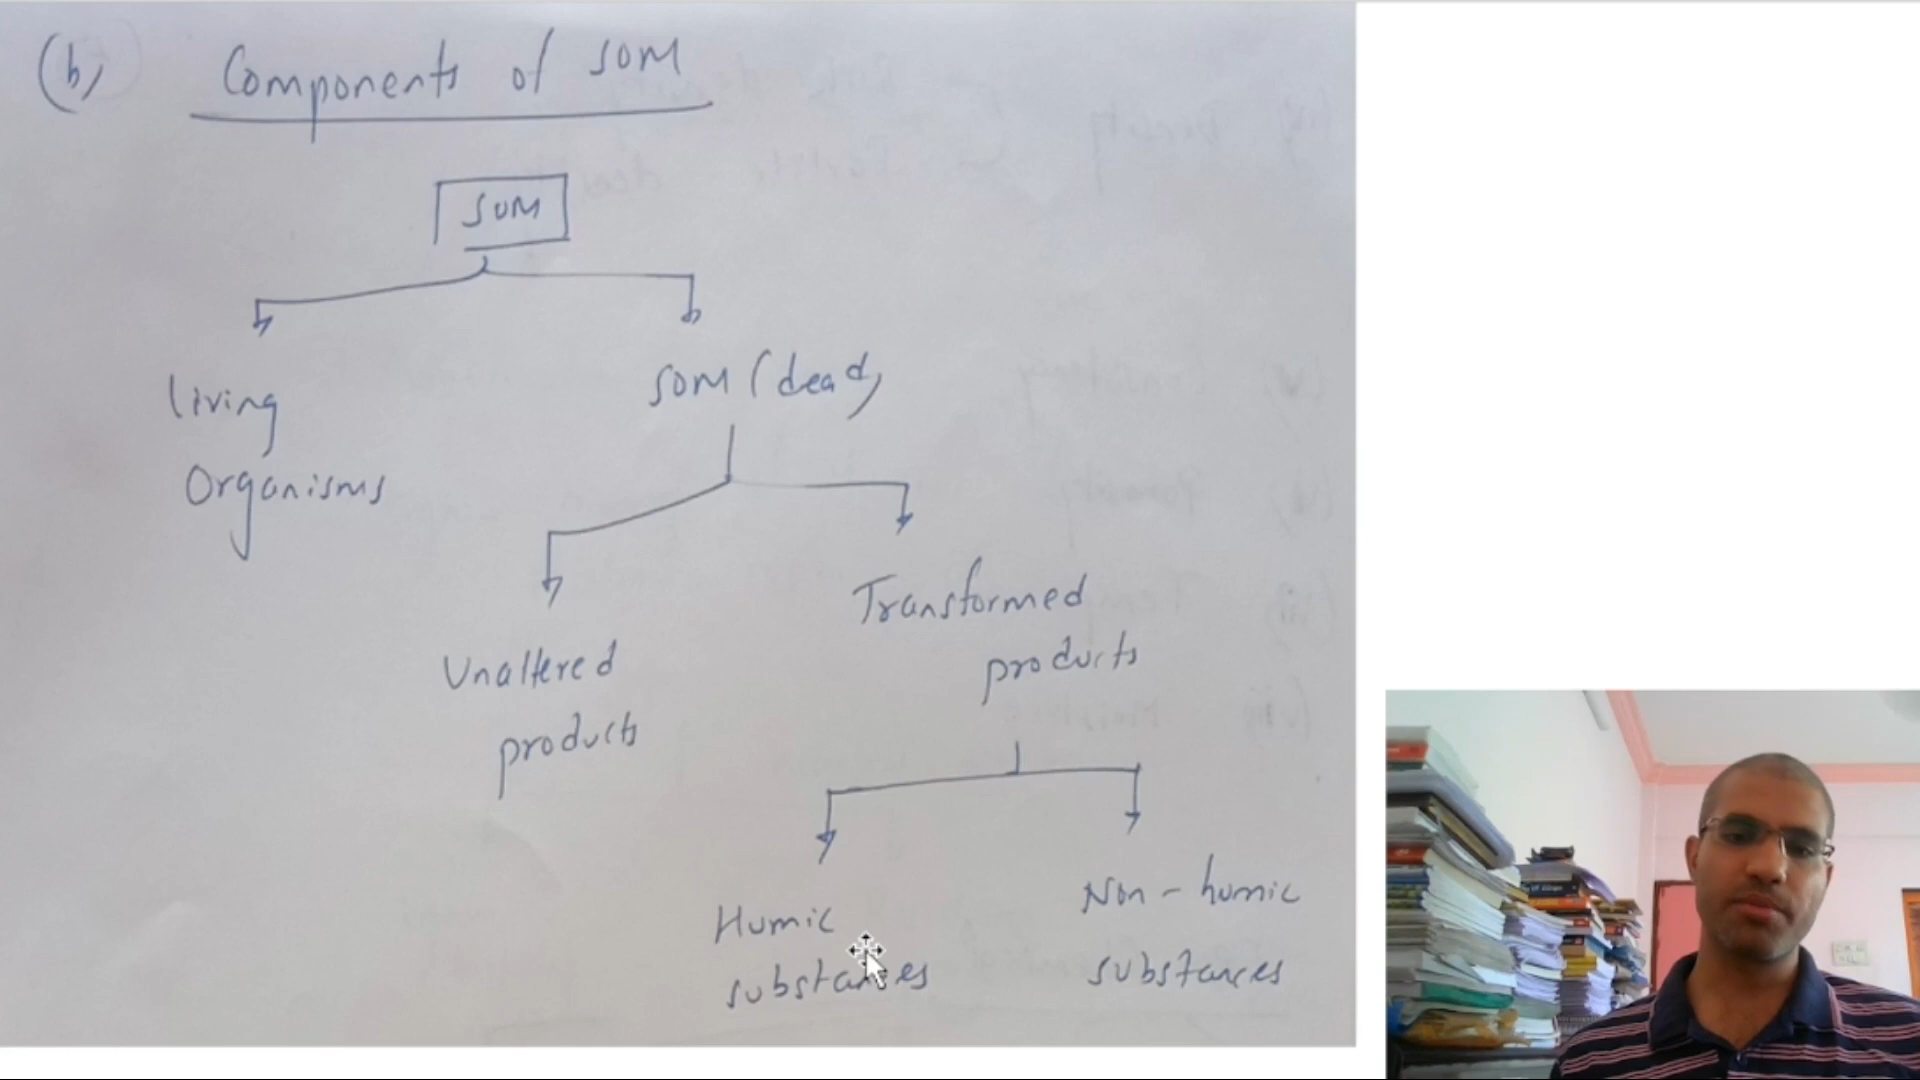 (b) Components of SOM
SOM
Living
Organisms
SOM (dead)
Unaltered
products
Transformed
products
Humic
substances
Non-humic
substances